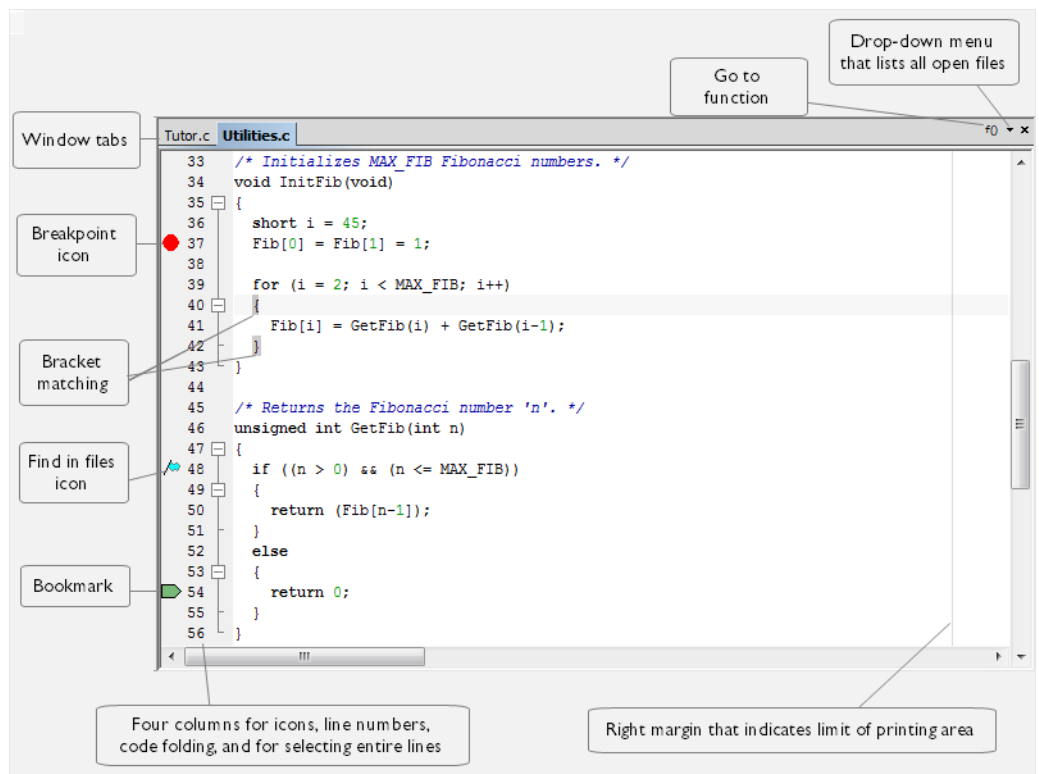 Drop-down menu
that lists all open files
Go to
function
Window tabs
Tutor.c Utilities.c
f()
33 /* Initializes MAX_FIB Fibonacci numbers. */
34 void InitFib(void)
35 {
36 short i = 45;
Breakpoint
icon
37 Fib[0] = Fib[1] = 1;
38
39 for (i = 2; i < MAX_FIB; i++)
40 {
41 Fib[i] = GetFib(i) + GetFib(i-1);
42 }
Bracket
matching
43 }
44
45 /* Returns the Fibonacci number 'n'. */
46 unsigned int GetFib(int n)
47 {
Find in files
icon
48 if ((n > 0) && (n <= MAX_FIB))
49 {
50 return (Fib[n-1]);
51 }
52 else
53 {
Bookmark
54 return 0;
55 }
56 }
Four columns for icons, line numbers,
code folding, and for selecting entire lines
Right margin that indicates limit of printing area